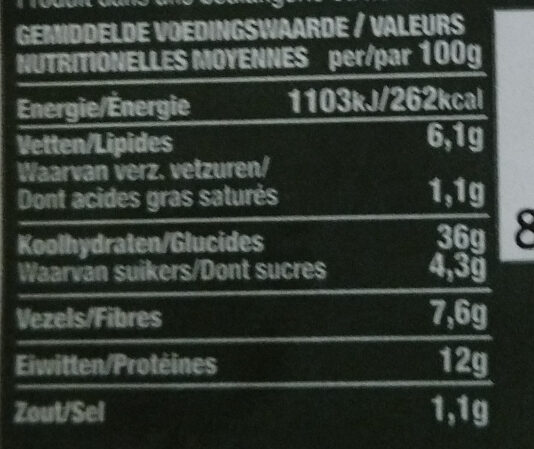 GEMIDDELDE VOEDINGSWAARDE / VALEURS
NUTRITIONELLES MOYENNES per/par 100g
Energie/Énergie 1103kJ/262kcal
Vetten/Lipides 6,1g
Waarvan verz. vetzuren/
Dont acides gras saturés 1,1g
Koolhydraten/Glucides 36g
Waarvan suikers/Dont sucres 4,3g
Vezels/Fibres 7,6g
Eiwitten/Protéines 12g
Zout/Sel 1,1g
8